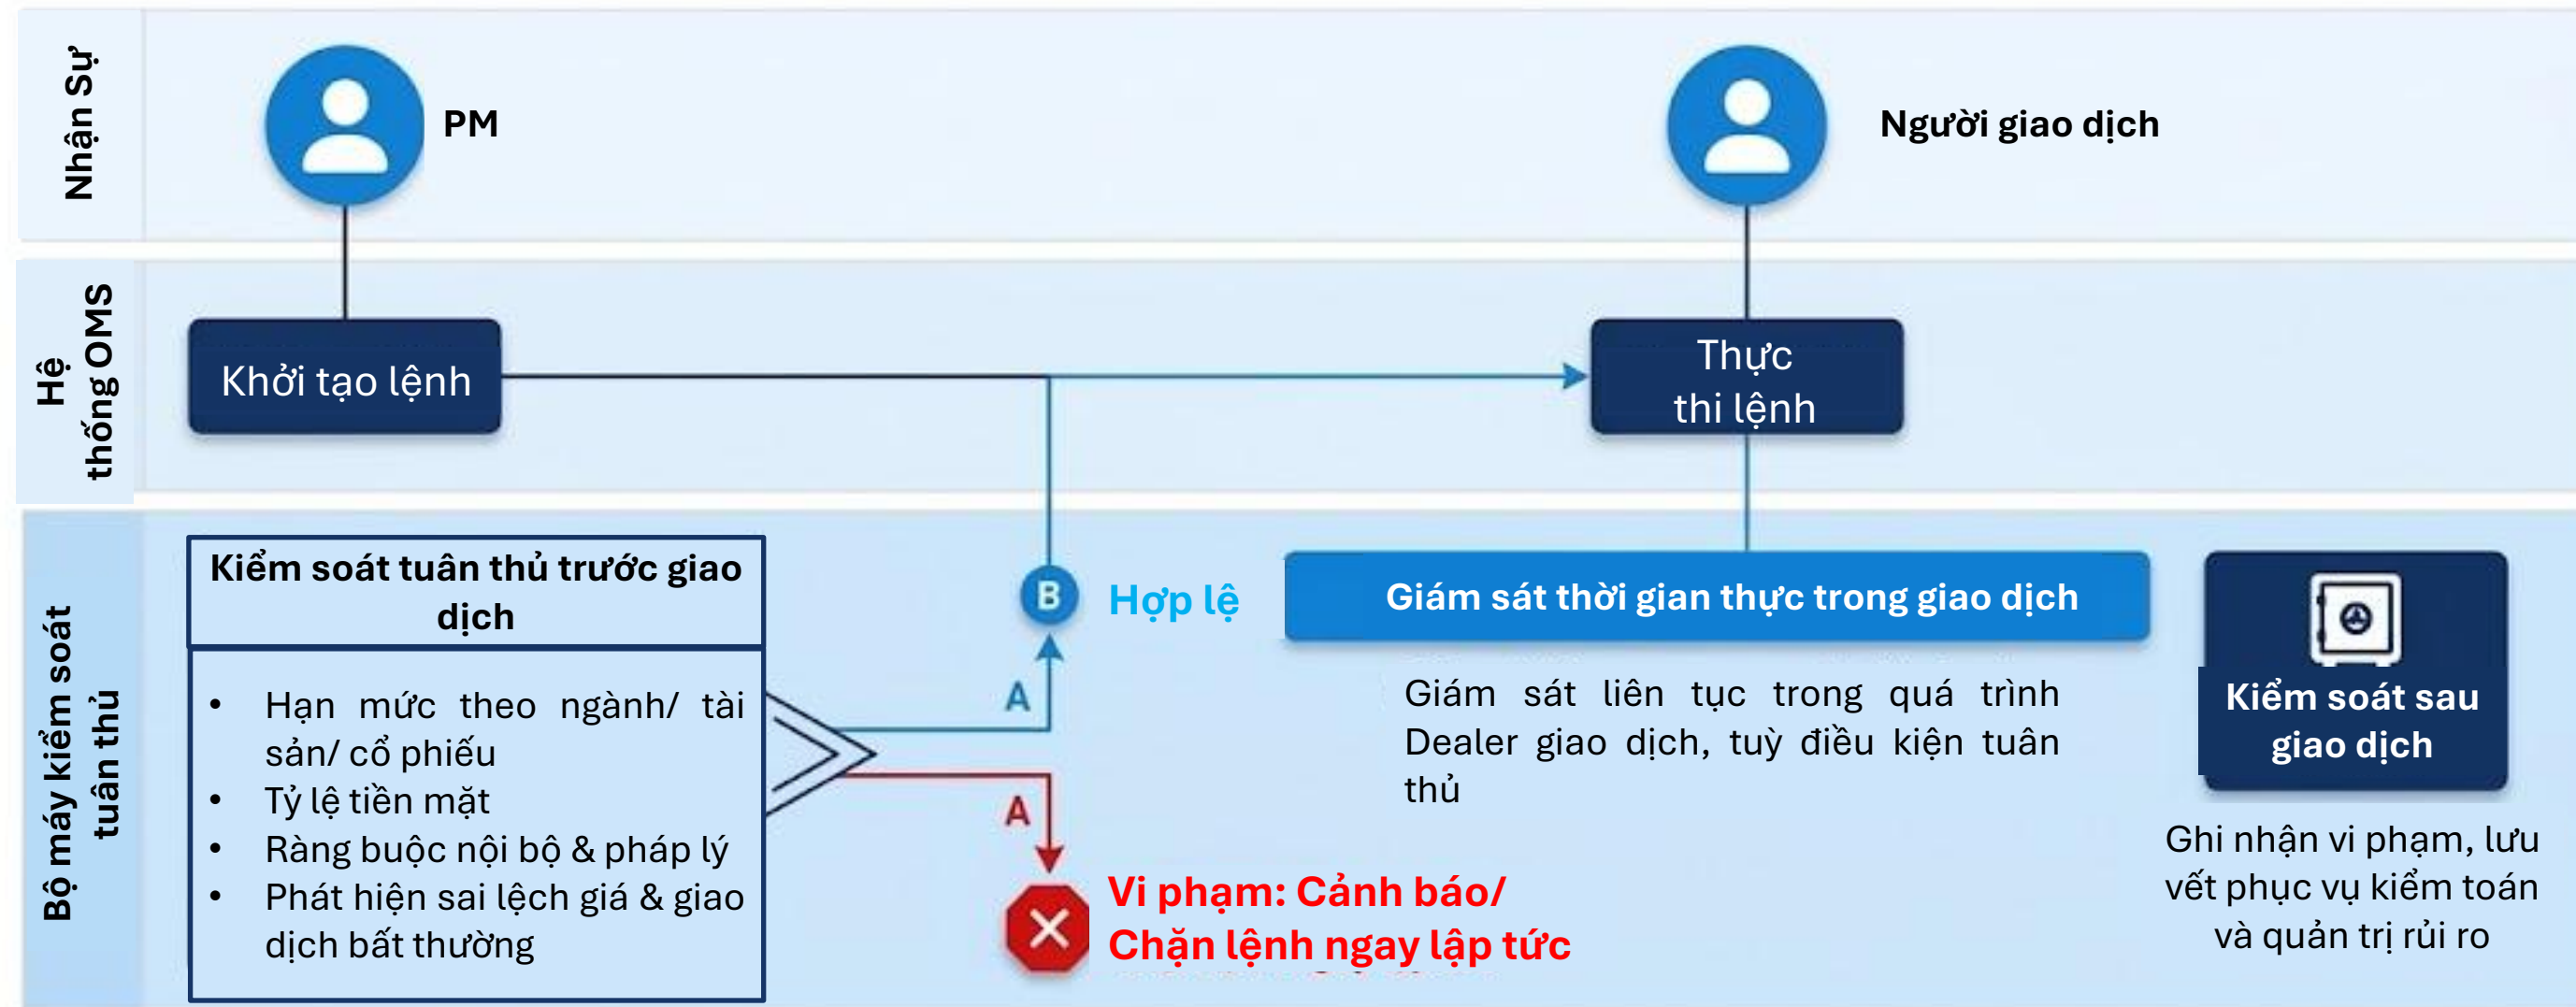 Nhận Sự
PM
Người giao dịch
Hệ
thống OMS
Khởi tạo lệnh
Thực
thi lệnh
Bộ máy kiểm soát
tuân thủ
Kiểm soát tuân thủ trước giao
dịch
• Hạn mức theo ngành/ tài
sản/ cổ phiếu
• Tỷ lệ tiền mặt
• Ràng buộc nội bộ & pháp lý
• Phát hiện sai lệch giá & giao
dịch bất thường
A
B
Hợp lệ
A
Vi phạm: Cảnh báo/
Chặn lệnh ngay lập tức
Giám sát thời gian thực trong giao dịch
Giám sát liên tục trong quá trình
Dealer giao dịch, tuỳ điều kiện tuân
thủ
Kiểm soát sau
giao dịch
Ghi nhận vi phạm, lưu
vết phục vụ kiểm toán
và quản trị rủi ro